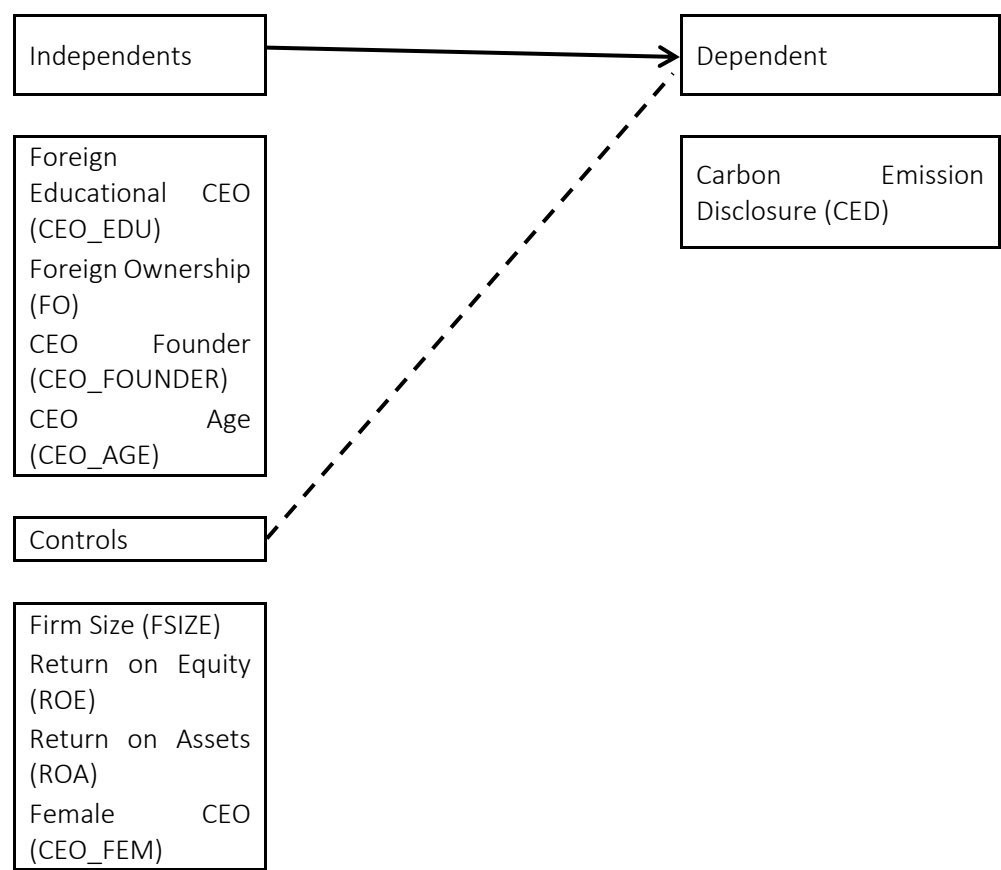 Independents
Dependent
Foreign
Educational CEO
(CEO_EDU)
Foreign Ownership
(FO)
CEO Founder
(CEO_FOUNDER)
CEO Age
(CEO_AGE)
Carbon Emission
Disclosure (CED)
Controls
Firm Size (FSIZE)
Return on Equity
(ROE)
Return on Assets
(ROA)
Female CEO
(CEO_FEM)